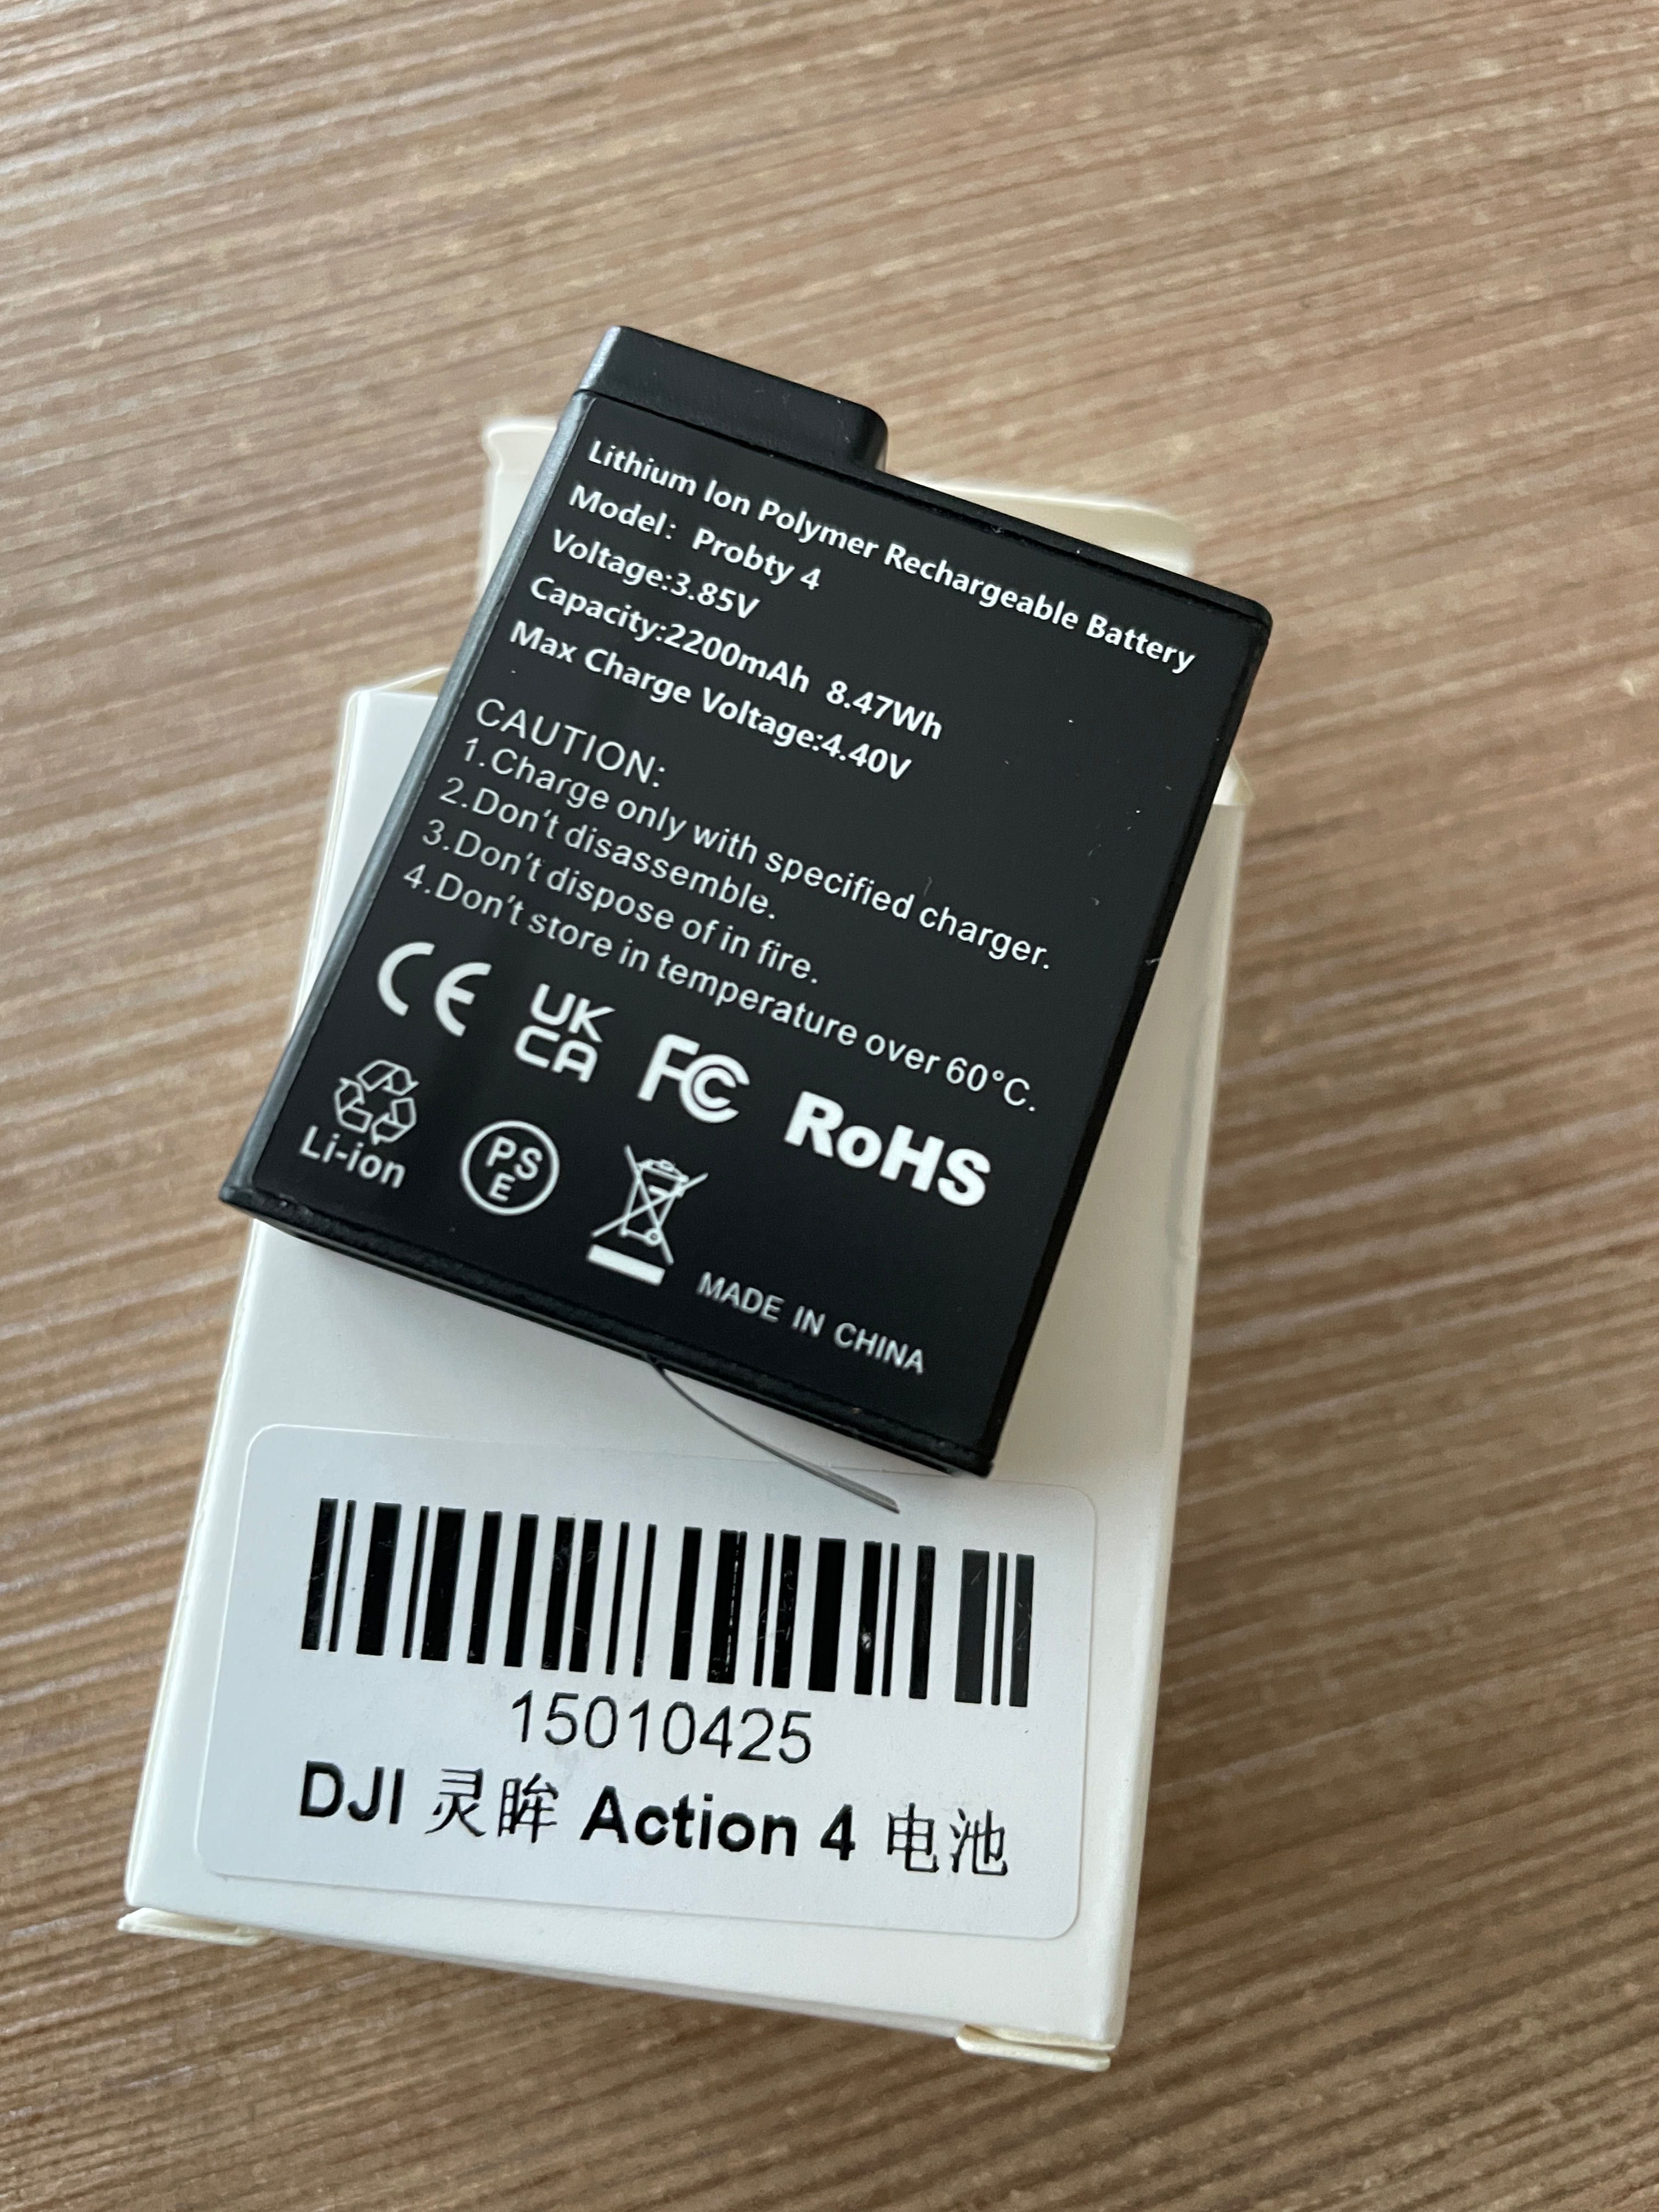 Lithium Ion Polymer Rechargeable Battery
Model: Probty 4
Voltage:3.85V
Capacity:2200mAh 8.47Wh
Max Charge Voltage:4.40V
CAUTION:
1.Charge only with specified charger.
2.Don't disassemble.
3.Don't dispose of in fire.
4.Don't store in temperature over 60°C.
CE UKCA FC RoHS
Li-ion PSE
MADE IN CHINA
15010425
DJI 灵眸 Action 4 电池